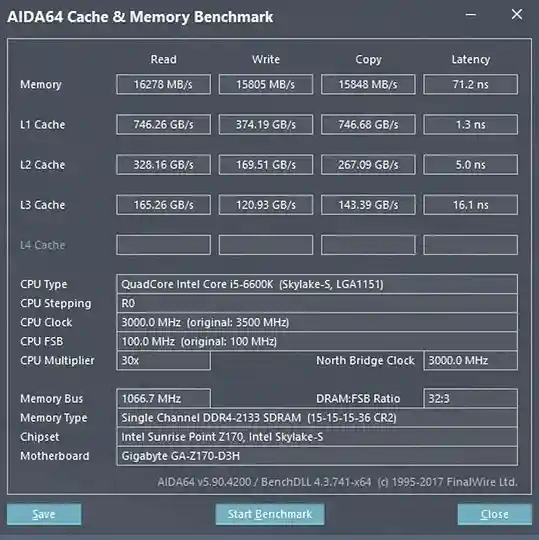 AIDA64 Cache & Memory Benchmark
Read Write Copy Latency
Memory 16278 MB/s 15805 MB/s 15848 MB/s 71.2 ns
L1 Cache 746.26 GB/s 374.19 GB/s 746.68 GB/s 1.3 ns
L2 Cache 328.16 GB/s 169.51 GB/s 267.09 GB/s 5.0 ns
L3 Cache 165.26 GB/s 120.93 GB/s 143.39 GB/s 16.1 ns
L4 Cache
CPU Type QuadCore Intel Core i5-6600K (Skylake-S, LGA1151)
CPU Stepping R0
CPU Clock 3000.0 MHz (original: 3500 MHz)
CPU FSB 100.0 MHz (original: 100 MHz)
CPU Multiplier 30x North Bridge Clock 3000.0 MHz
Memory Bus 1066.7 MHz DRAM:FSB Ratio 32:3
Memory Type Single Channel DDR4-2133 SDRAM (15-15-15-36 CR2)
Chipset Intel Sunrise Point Z170, Intel Skylake-S
Motherboard Gigabyte GA-Z170-D3H
AIDA64 v5.90.4200 / BenchDLL 4.3.741-x64 (c) 1995-2017 FinalWire Ltd.
Save Start Benchmark Close